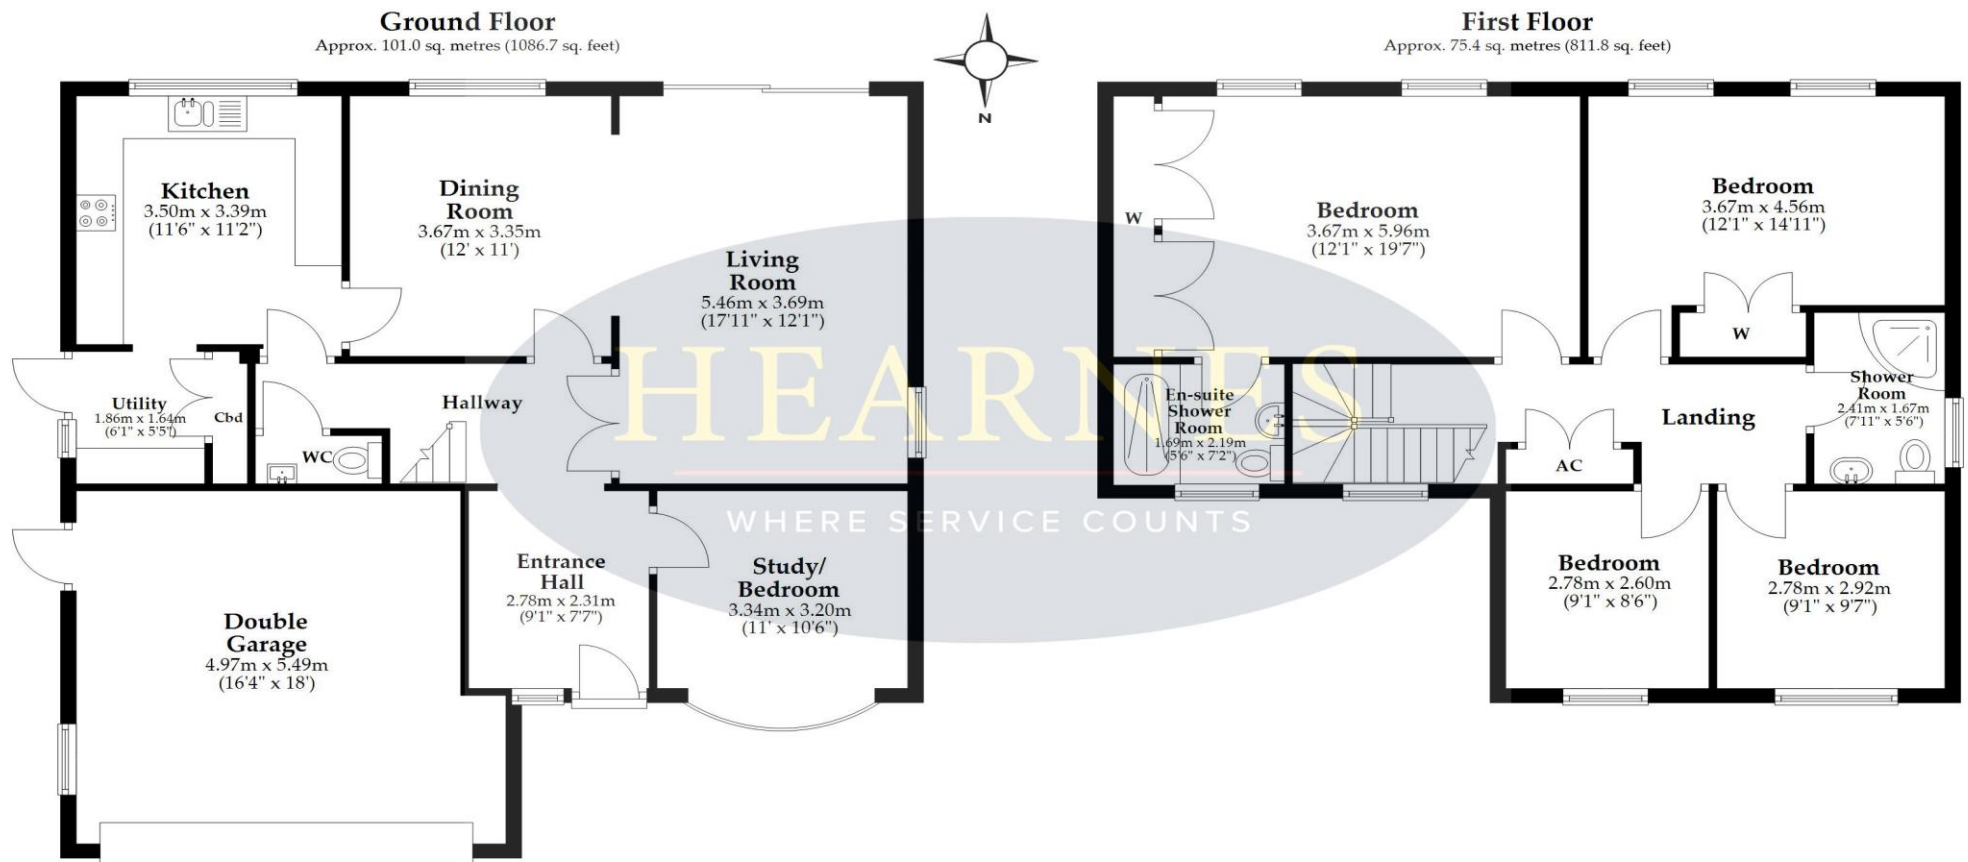 Ground Floor
Approx. 101.0 sq. metres (1086.7 sq. feet)
Kitchen
3.50m x 3.39m
(11'6" x 11'2")
Dining
Room
3.67m x 3.35m
(12' x 11')
Living
Room
5.46m x 3.69m
(17'11" x 12'1")
Utility
1.86m x 1.64m
(6'1" x 5'5")
Cbd
WC
Hallway
Double
Garage
4.97m x 5.49m
(16'4" x 18')
Entrance
Hall
2.78m x 2.31m
(9'1" x 7'7")
Study/
Bedroom
3.34m x 3.20m
(11' x 10'6")
N
HEARNES
WHERE SERVICE COUNTS
First Floor
Approx. 75.4 sq. metres (811.8 sq. feet)
W
Bedroom
3.67m x 5.96m
(12'1" x 19'7")
Bedroom
3.67m x 4.56m
(12'1" x 14'11")
W
En-suite
Shower
Room
1.69m x 2.19m
(5'6" x 7'2")
Landing
AC
Shower
Room
2.41m x 1.67m
(7'11" x 5'6")
Bedroom
2.78m x 2.60m
(9'1" x 8'6")
Bedroom
2.78m x 2.92m
(9'1" x 9'7")